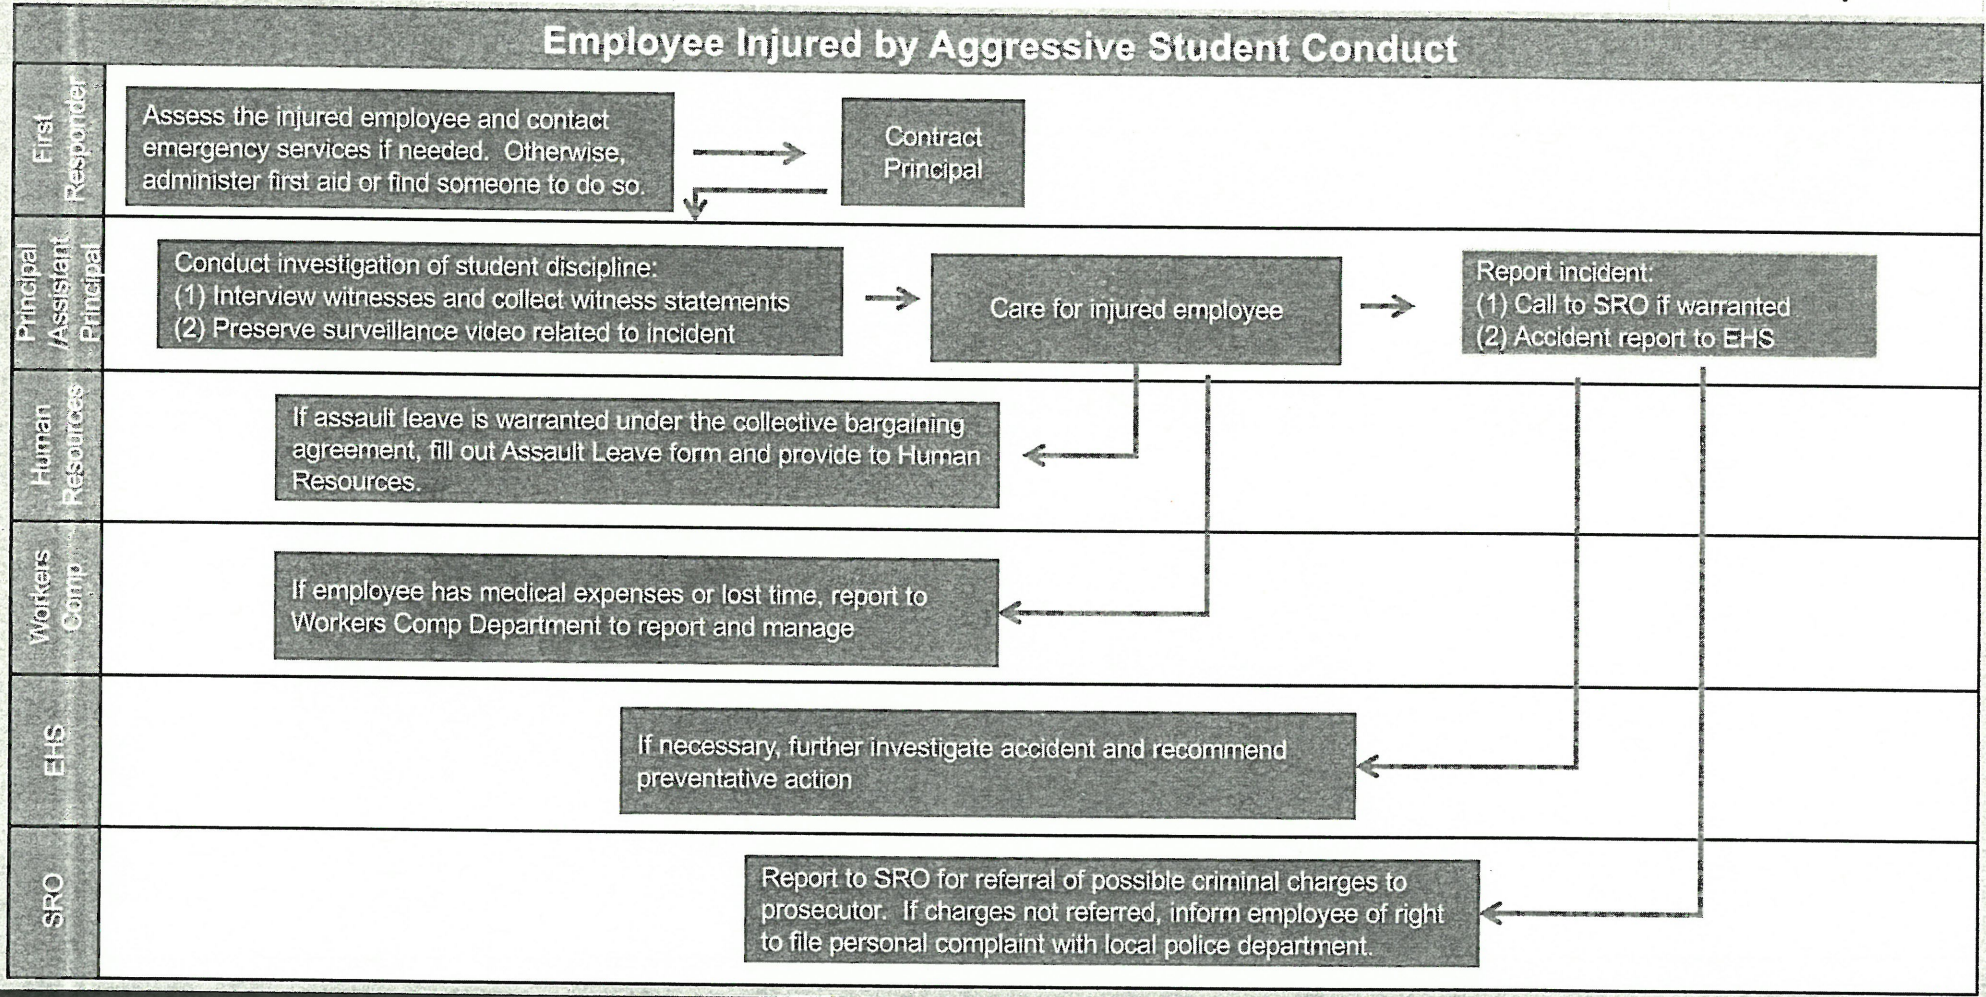 Employee Injured by Aggressive Student Conduct
First
Responder
Assess the injured employee and contact
emergency services if needed. Otherwise,
administer first aid or find someone to do so.
Contract
Principal
Principal
/Assistant
Principal
Conduct investigation of student discipline:
(1) Interview witnesses and collect witness statements
(2) Preserve surveillance video related to incident
Care for injured employee
Report incident:
(1) Call to SRO if warranted
(2) Accident report to EHS
Human
Resources
If assault leave is warranted under the collective bargaining
agreement, fill out Assault Leave form and provide to Human
Resources.
Workers
Comp
If employee has medical expenses or lost time, report to
Workers Comp Department to report and manage
EHS
If necessary, further investigate accident and recommend
preventative action
SRO
Report to SRO for referral of possible criminal charges to
prosecutor. If charges not referred, inform employee of right
to file personal complaint with local police department.